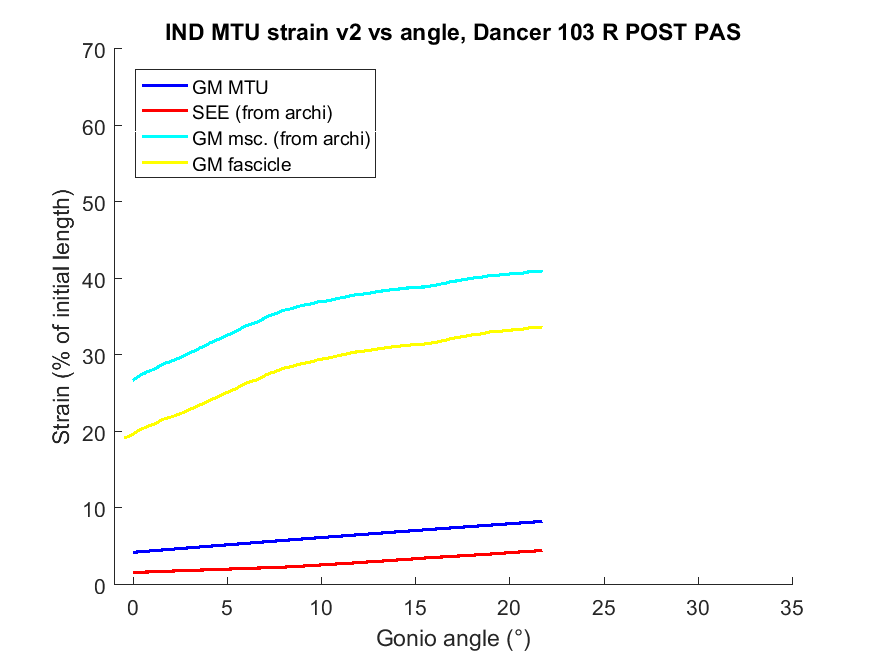 IND MTU strain v2 vs angle, Dancer 103 R POST PAS
70
60
50
40
30
20
10
0
Strain (% of initial length)
GM MTU
SEE (from archi)
GM msc. (from archi)
GM fascicle
0 5 10 15 20 25 30 35
Gonio angle (°)